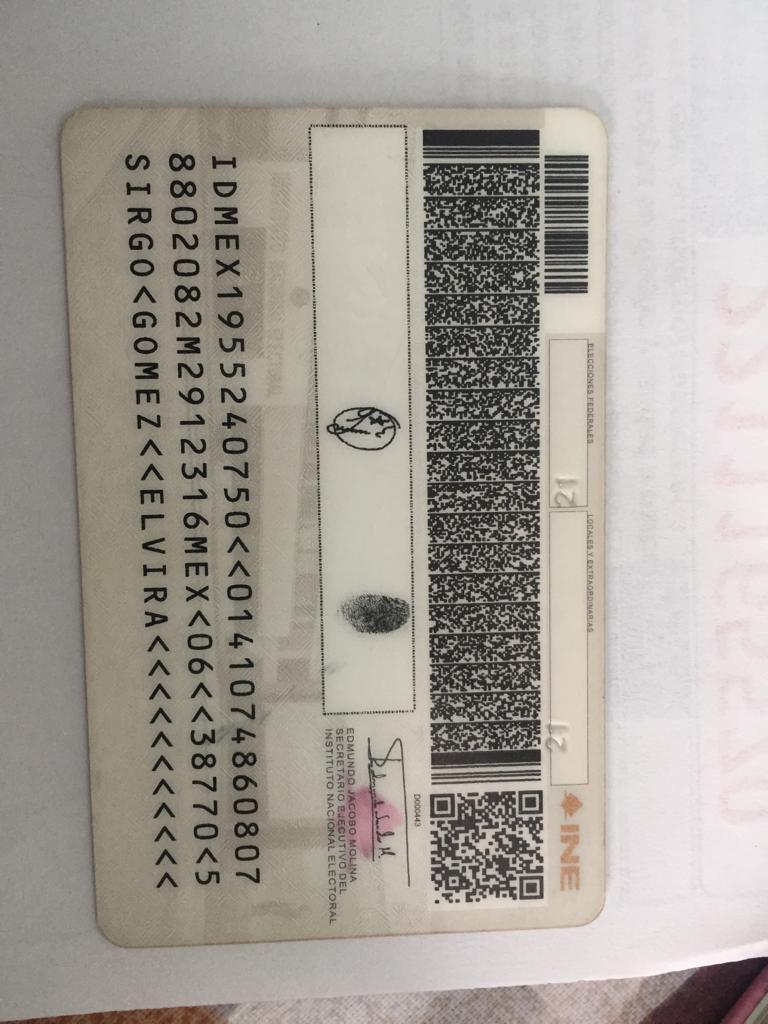 ELECCIONES FEDERALES
21
LOCALES Y EXTRAORDINARIAS
21
INE
D000443
EDMUNDO JACOBO MOLINA
SECRETARIO EJECUTIVO DEL
INSTITUTO NACIONAL ELECTORAL
IDMEX1955240750<<0141074860807
8802082M2912316MEX<06<<38770<5
SIRGO<GOMEZ<<ELVIRA<<<<<<<<<<<